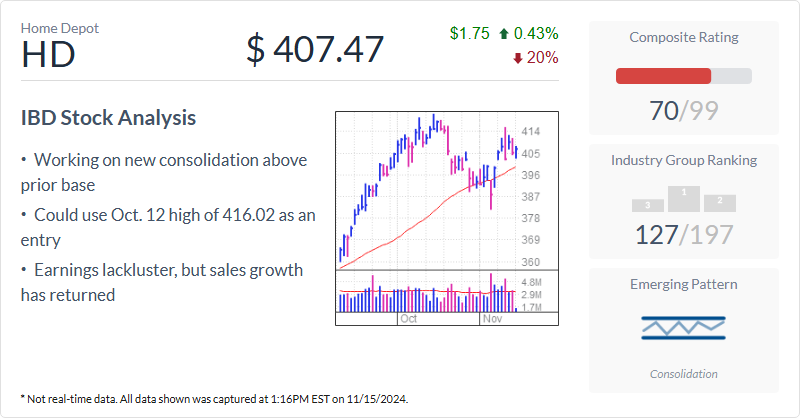 Home Depot
HD
$ 407.47
$1.75 0.43%
20%
IBD Stock Analysis
• Working on new consolidation above
prior base
• Could use Oct. 12 high of 416.02 as an
entry
• Earnings lackluster, but sales growth
has returned
414
405
396
387
378
369
360
4.8M
2.9M
1.7M
Oct
Nov
Composite Rating
70/99
Industry Group Ranking
3 1 2
127/197
Emerging Pattern
Consolidation
* Not real-time data. All data shown was captured at 1:16PM EST on 11/15/2024.